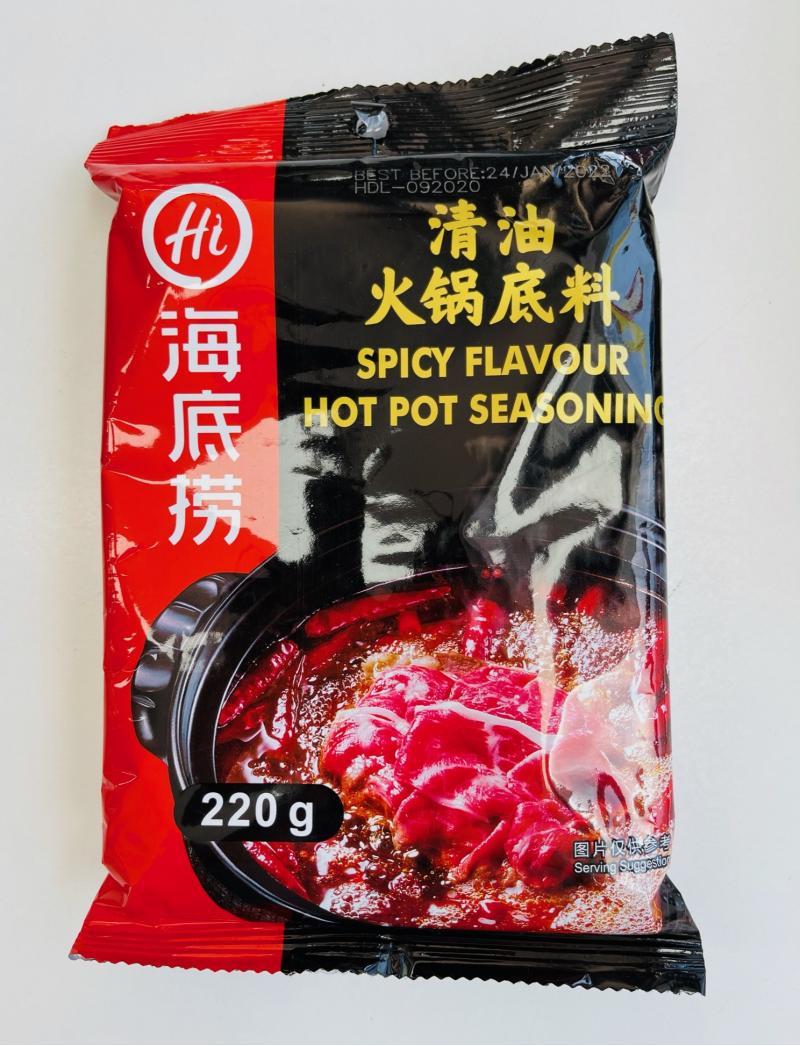 BEST BEFORE:24/JAN/2022
HDL-092020
Hi
海底捞
清油
火锅底料
SPICY FLAVOUR
HOT POT SEASONING
220 g
图片仅供参考
Serving Suggestion